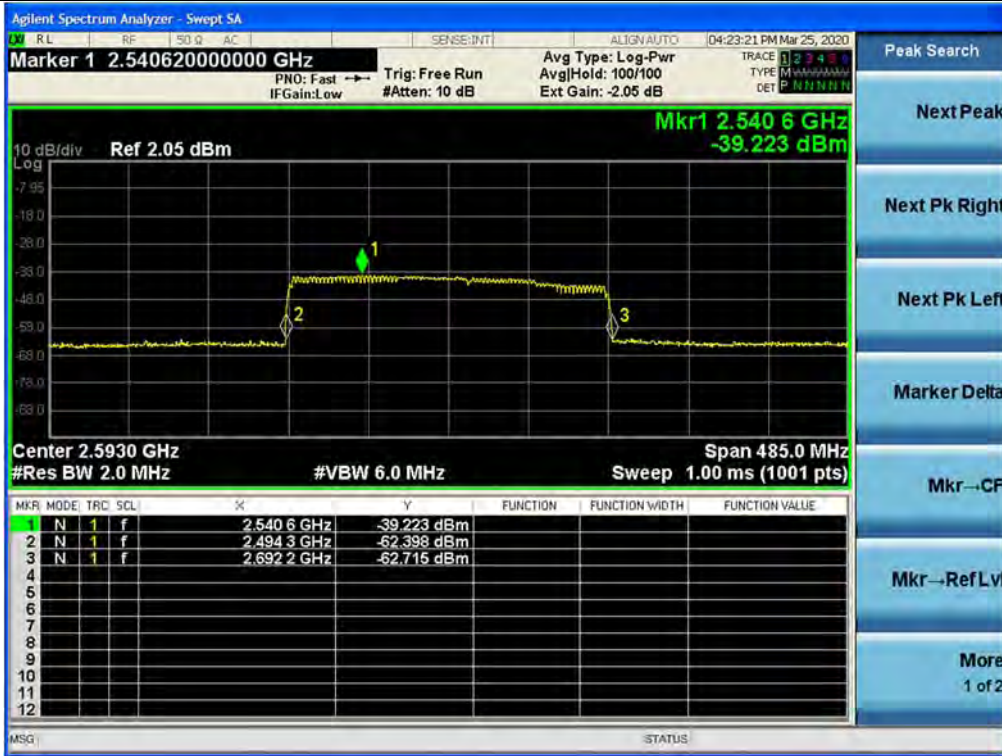 Agilent Spectrum Analyzer - Swept SA
RL RF 50 Ω AC SENSE:INT ALIGN AUTO 04:23:21 PM Mar 25, 2020
Marker 1 2.540620000000 GHz
PNO: Fast Trig: Free Run Avg Type: Log-Pwr TRACE 1 2 3 4 5 6
IFGain:Low #Atten: 10 dB Avg|Hold: 100/100 TYPE M
Ext Gain: -2.05 dB DET P N N N N N
Peak Search
Next Peak
Next Pk Right
Next Pk Left
Marker Delta
Mkr→CF
Mkr→Ref Lvl
More
1 of 2
Mkr1 2.540 6 GHz
-39.223 dBm
10 dB/div Ref 2.05 dBm
Log
-7.95
-18.0
-28.0
-38.0
-48.0
-58.0
-68.0
-78.0
-88.0
1
2
3
Center 2.5930 GHz Span 485.0 MHz
#Res BW 2.0 MHz #VBW 6.0 MHz Sweep 1.00 ms (1001 pts)
MKR MODE TRC SCL X Y FUNCTION FUNCTION WIDTH FUNCTION VALUE
1 N 1 f 2.540 6 GHz -39.223 dBm
2 N 1 f 2.494 3 GHz -62.398 dBm
3 N 1 f 2.692 2 GHz -62.715 dBm
4
5
6
7
8
9
10
11
12
MSG STATUS